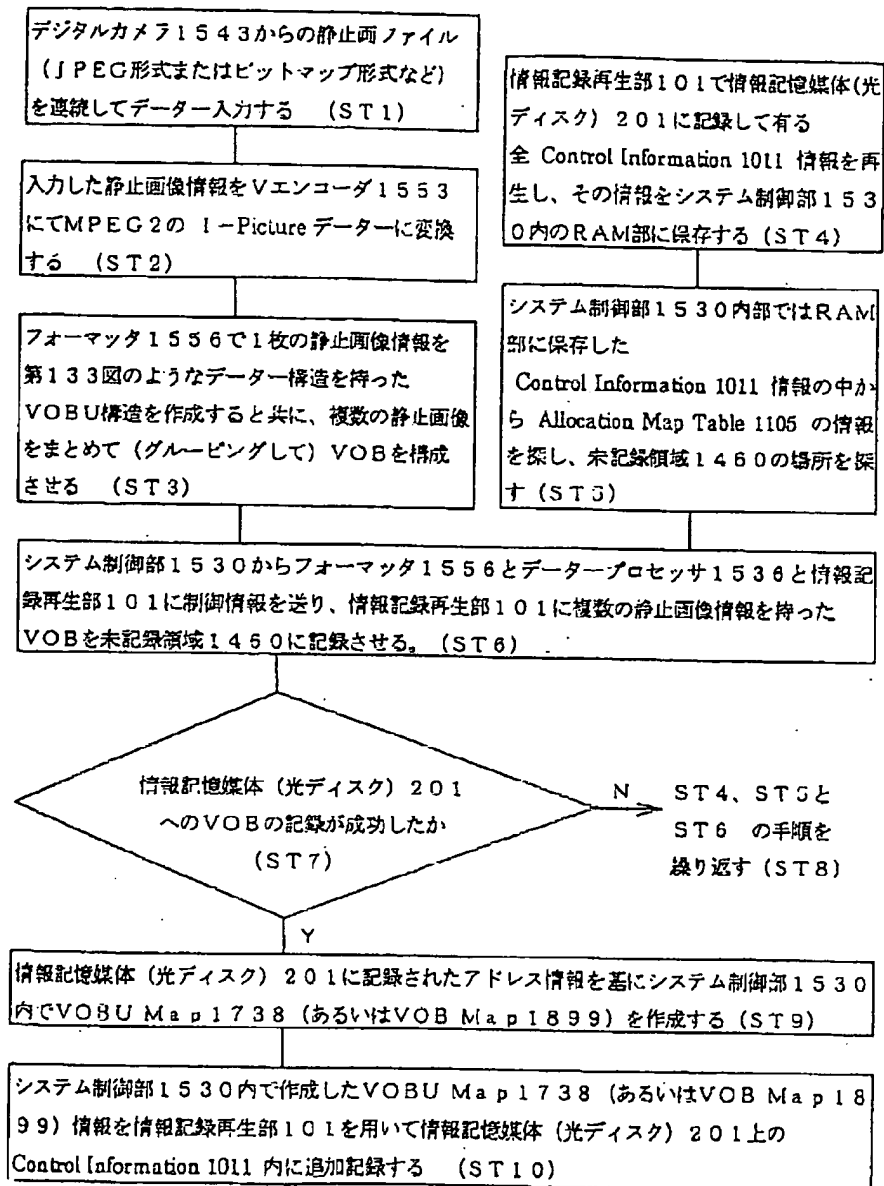 デジタルカメラ1543からの静止画ファイル
(JPEG形式またはビットマップ形式など)
を連続してデーター入力する (ST1)
入力した静止画像情報をVエンコーダ1553
にてMPEG2の I-Picture データーに変換
する (ST2)
フォーマッタ1556で1枚の静止画像情報を
第133図のようなデーター構造を持った
VOBU構造を作成すると共に、複数の静止画像
をまとめて(グルーピングして)VOBを構成
させる (ST3)
情報記録再生部101で情報記憶媒体(光
ディスク)201に記録して有る
全 Control Information 1011 情報を再
生し、その情報をシステム制御部153
0内のRAM部に保存する(ST4)
システム制御部1530内部ではRAM
部に保存した
Control Information 1011 情報の中か
ら Allocation Map Table 1105 の情報
を探し、未記録領域1460の場所を探
す(ST5)
システム制御部1530からフォーマッタ1556とデータープロセッサ1536と情報記
録再生部101に制御情報を送り、情報記録再生部101に複数の静止画像情報を持った
VOBを未記録領域1460に記録させる。(ST6)
情報記憶媒体(光ディスク)201
へのVOBの記録が成功したか
(ST7)
N
ST4、ST5と
ST6 の手順を
繰り返す(ST8)
Y
情報記憶媒体(光ディスク)201に記録されたアドレス情報を基にシステム制御部1530
内でVOBU Map1738(あるいはVOB Map1899)を作成する(ST9)
システム制御部1530内で作成したVOBU Map1738(あるいはVOB Map18
99)情報を情報記録再生部101を用いて情報記憶媒体(光ディスク)201上の
Control Information 1011 内に追加記録する (ST10)